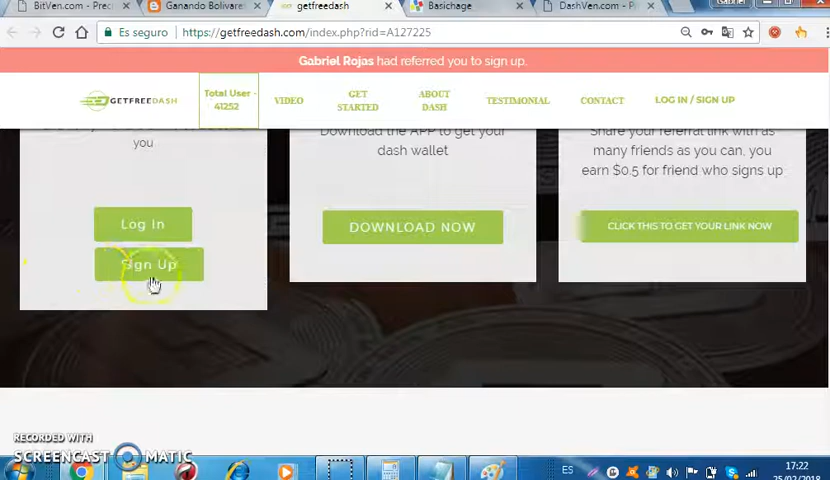 BitVen.com - Preci
Ganando Bolivare
getfreedash
Basichage
DashVen.com - Pi
Gabriel
Es seguro
https://getfreedash.com/index.php?rid=A127225
Gabriel Rojas had referred you to sign up.
GETFREEDASH
Total User - 41252
VIDEO
GET STARTED
ABOUT DASH
TESTIMONIAL
CONTACT
LOG IN / SIGN UP
you
Log In
Sign Up
Download the APP to get your
dash wallet
DOWNLOAD NOW
Share your referral link with as
many friends as you can, you
earn $0.5 for friend who signs up
CLICK THIS TO GET YOUR LINK NOW
RECORDED WITH
SCREENCAST MATIC
ES
17:22
25/02/2018